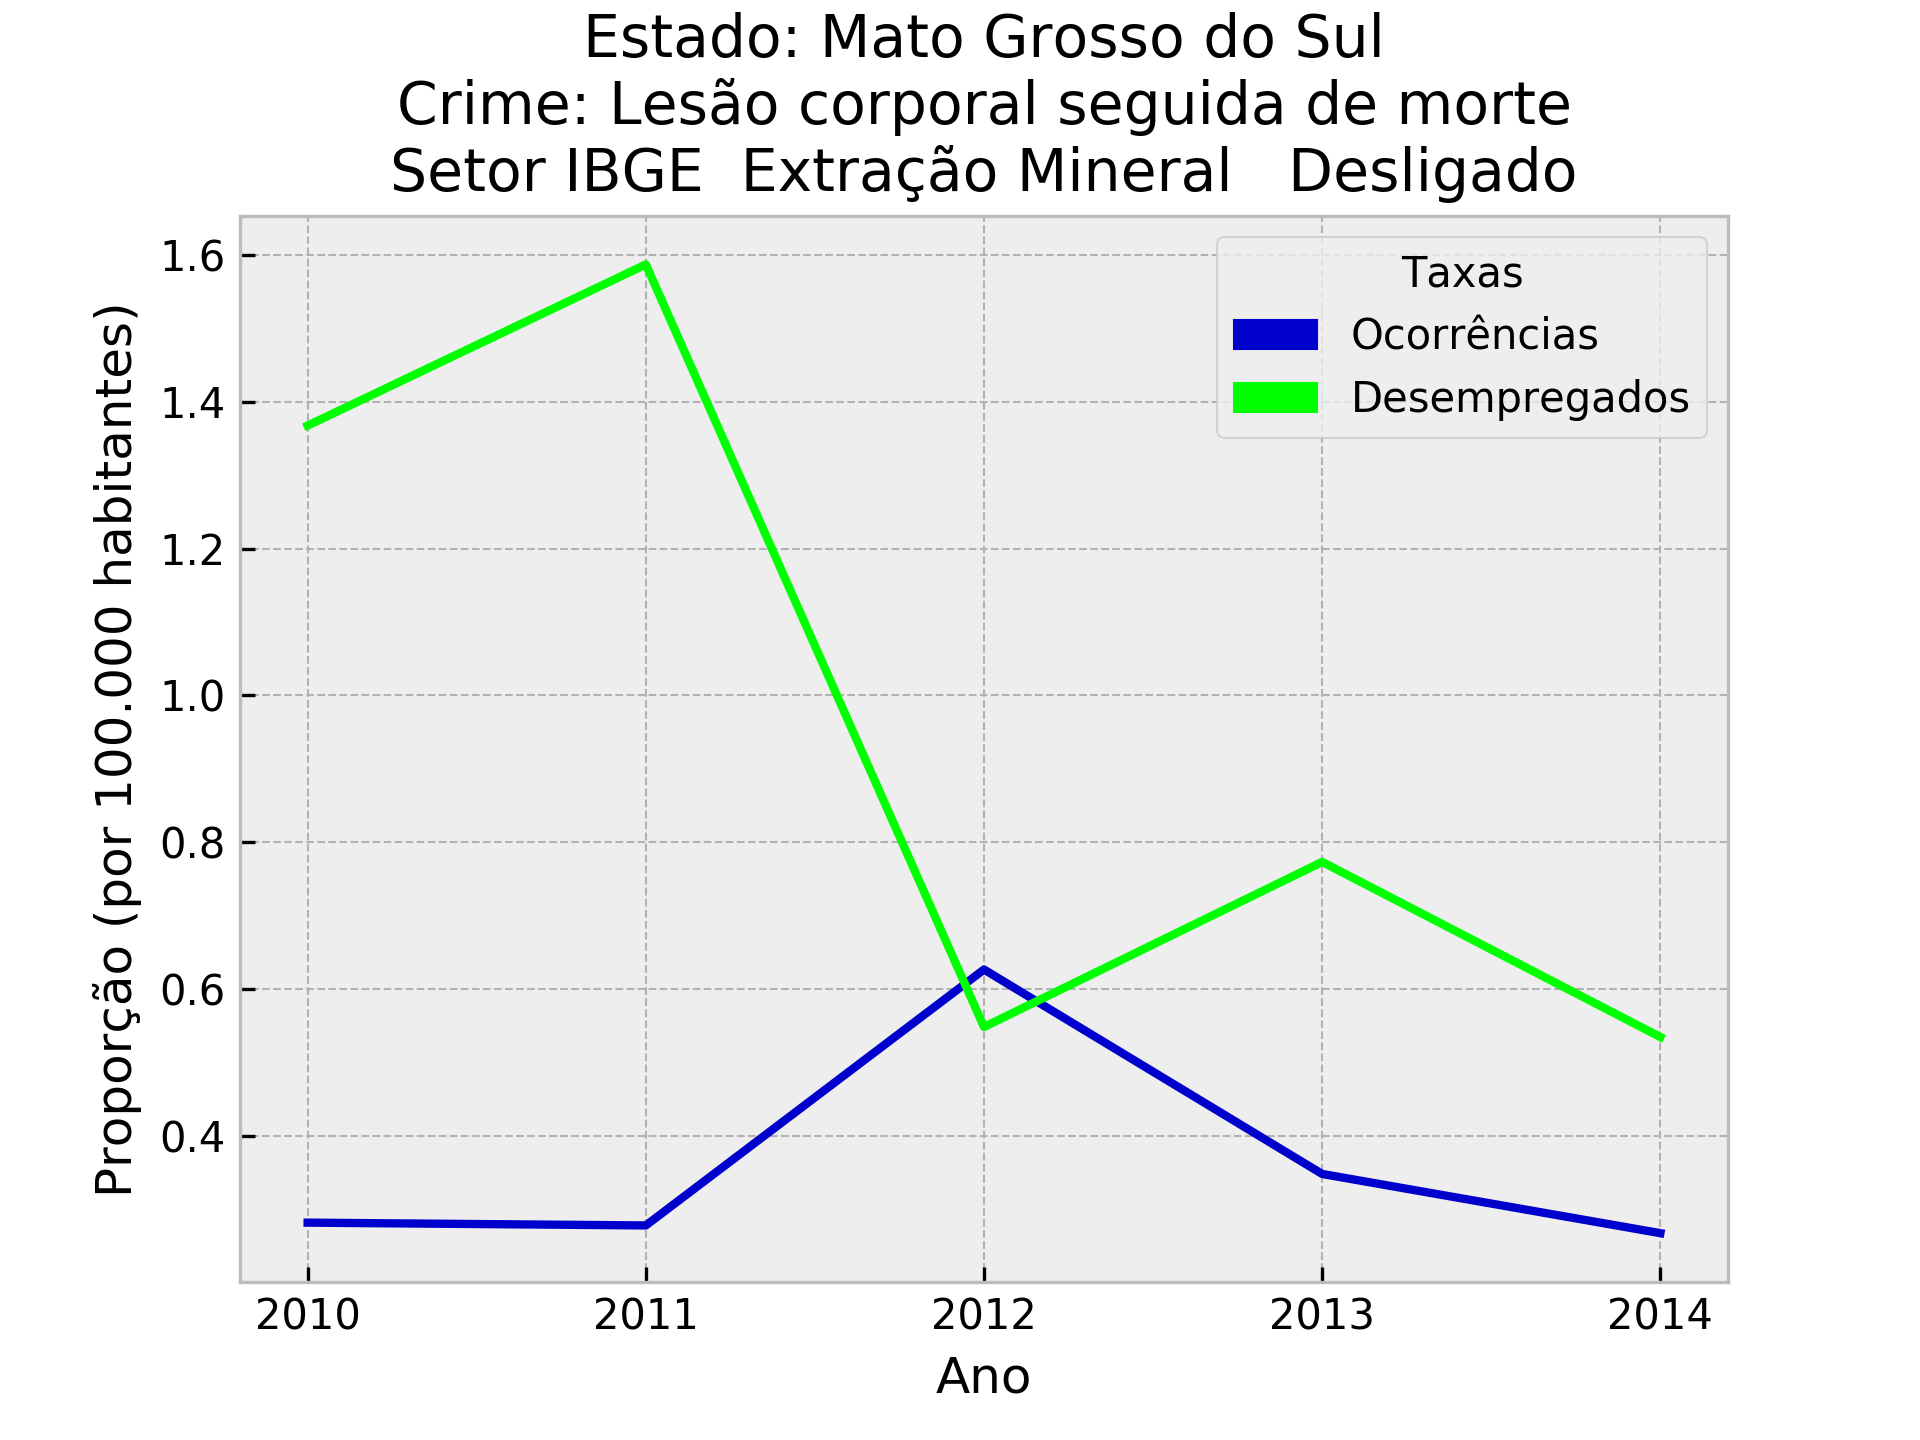 Estado: Mato Grosso do Sul
Crime: Lesão corporal seguida de morte
Setor IBGE  Extração Mineral   Desligado
Proporção (por 100.000 habitantes)
1.6
1.4
1.2
1.0
0.8
0.6
0.4
Taxas
Ocorrências
Desempregados
2010 2011 2012 2013 2014
Ano